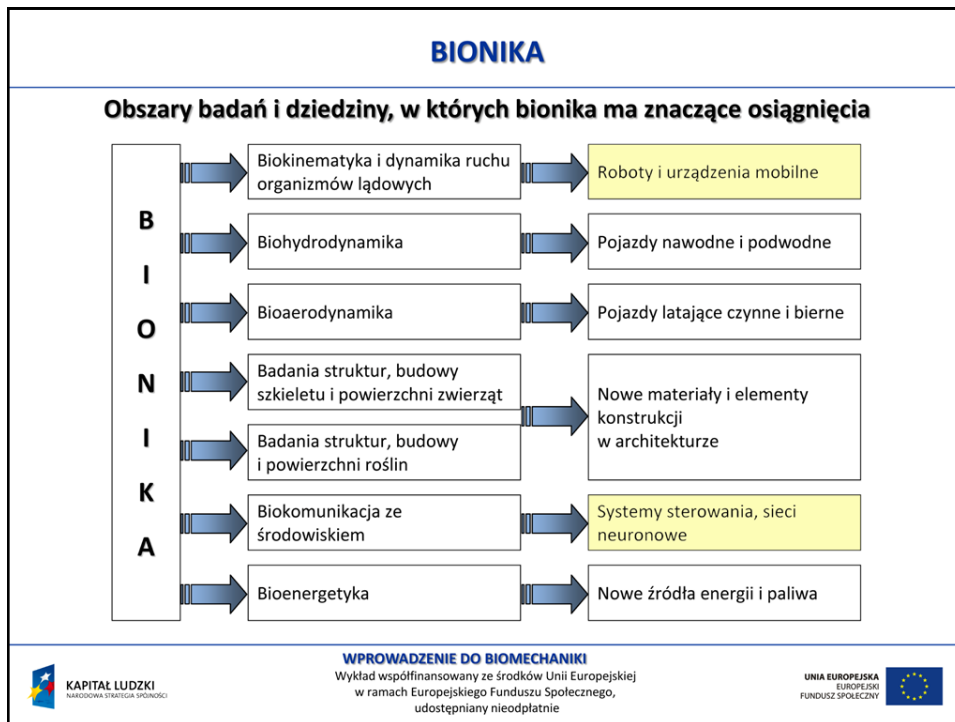 BIONIKA
Obszary badań i dziedziny, w których bionika ma znaczące osiągnięcia
B
I
O
N
I
K
A
Biokinematyka i dynamika ruchu
organizmów lądowych
Roboty i urządzenia mobilne
Biohydrodynamika
Pojazdy nawodne i podwodne
Bioaerodynamika
Pojazdy latające czynne i bierne
Badania struktur, budowy
szkieletu i powierzchni zwierząt
Badania struktur, budowy
i powierzchni roślin
Nowe materiały i elementy
konstrukcji
w architekturze
Biokomunikacja ze
środowiskiem
Systemy sterowania, sieci
neuronowe
Bioenergetyka
Nowe źródła energii i paliwa
KAPITAŁ LUDZKI
NARODOWA STRATEGIA SPÓJNOŚCI
WPROWADZENIE DO BIOMECHANIKI
Wykład współfinansowany ze środków Unii Europejskiej
w ramach Europejskiego Funduszu Społecznego,
udostępniany nieodpłatnie
UNIA EUROPEJSKA
EUROPEJSKI
FUNDUSZ SPOŁECZNY